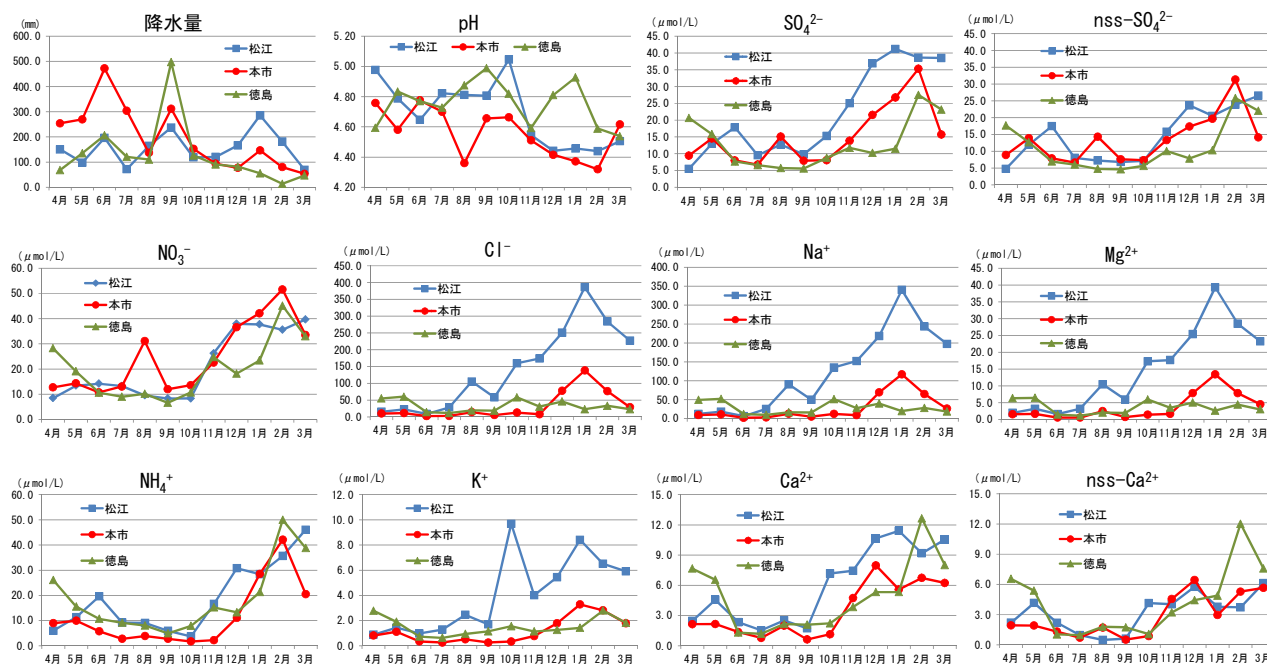 降水量
(mm)
600.0
500.0
400.0
300.0
200.0
100.0
0.0
松江
本市
徳島
4月 5月 6月 7月 8月 9月 10月 11月 12月 1月 2月 3月
pH
5.20
5.00
4.80
4.60
4.40
4.20
松江 本市 徳島
4月 5月 6月 7月 8月 9月 10月 11月 12月 1月 2月 3月
SO₄²⁻
(μmol/L)
45.0
40.0
35.0
30.0
25.0
20.0
15.0
10.0
5.0
0.0
松江
本市
徳島
4月 5月 6月 7月 8月 9月 10月 11月 12月 1月 2月 3月
nss-SO₄²⁻
(μmol/L)
45.0
40.0
35.0
30.0
25.0
20.0
15.0
10.0
5.0
0.0
松江
本市
徳島
4月 5月 6月 7月 8月 9月 10月 11月 12月 1月 2月 3月
NO₃⁻
(μmol/L)
60.0
50.0
40.0
30.0
20.0
10.0
0.0
松江
本市
徳島
4月 5月 6月 7月 8月 9月 10月 11月 12月 1月 2月 3月
Cl⁻
(μmol/L)
450.0
400.0
350.0
300.0
250.0
200.0
150.0
100.0
50.0
0.0
松江
本市
徳島
4月 5月 6月 7月 8月 9月 10月 11月 12月 1月 2月 3月
Na⁺
(μmol/L)
400.0
350.0
300.0
250.0
200.0
150.0
100.0
50.0
0.0
松江
本市
徳島
4月 5月 6月 7月 8月 9月 10月 11月 12月 1月 2月 3月
Mg²⁺
(μmol/L)
45.0
40.0
35.0
30.0
25.0
20.0
15.0
10.0
5.0
0.0
松江
本市
徳島
4月 5月 6月 7月 8月 9月 10月 11月 12月 1月 2月 3月
NH₄⁺
(μmol/L)
60.0
50.0
40.0
30.0
20.0
10.0
0.0
松江
本市
徳島
4月 5月 6月 7月 8月 9月 10月 11月 12月 1月 2月 3月
K⁺
(μmol/L)
12.0
10.0
8.0
6.0
4.0
2.0
0.0
松江
本市
徳島
4月 5月 6月 7月 8月 9月 10月 11月 12月 1月 2月 3月
Ca²⁺
(μmol/L)
15.0
12.0
9.0
6.0
3.0
0.0
松江
本市
徳島
4月 5月 6月 7月 8月 9月 10月 11月 12月 1月 2月 3月
nss-Ca²⁺
(μmol/L)
15.0
12.0
9.0
6.0
3.0
0.0
松江
本市
徳島
4月 5月 6月 7月 8月 9月 10月 11月 12月 1月 2月 3月